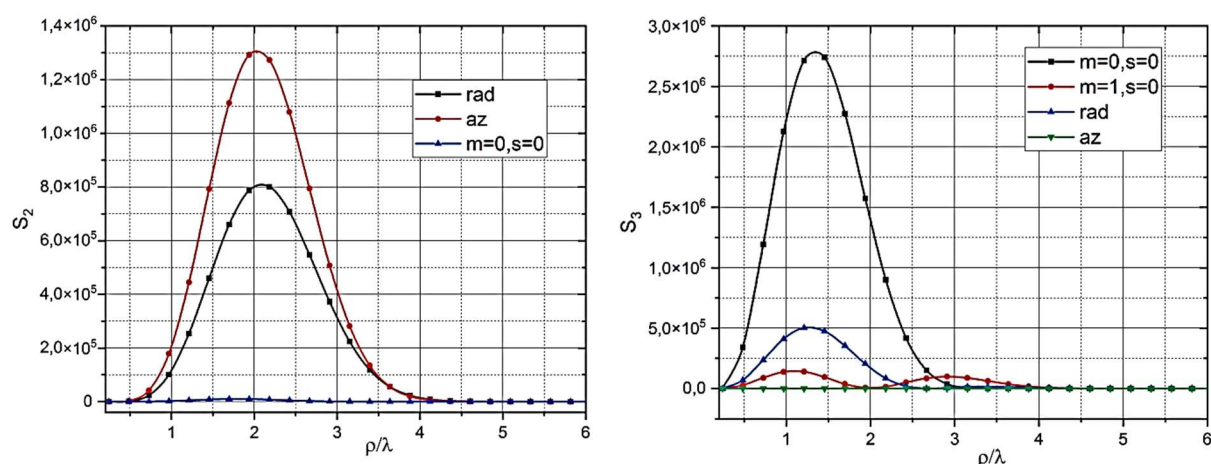 1,4×10⁶
1,2×10⁶
1,0×10⁶
8,0×10⁵
6,0×10⁵
4,0×10⁵
2,0×10⁵
0,0
S₂
rad
az
m=0,s=0
1 2 3 4 5 6
ρ/λ
3,0×10⁶
2,5×10⁶
2,0×10⁶
1,5×10⁶
1,0×10⁶
5,0×10⁵
0,0
S₃
m=0,s=0
m=1,s=0
rad
az
1 2 3 4 5 6
ρ/λ